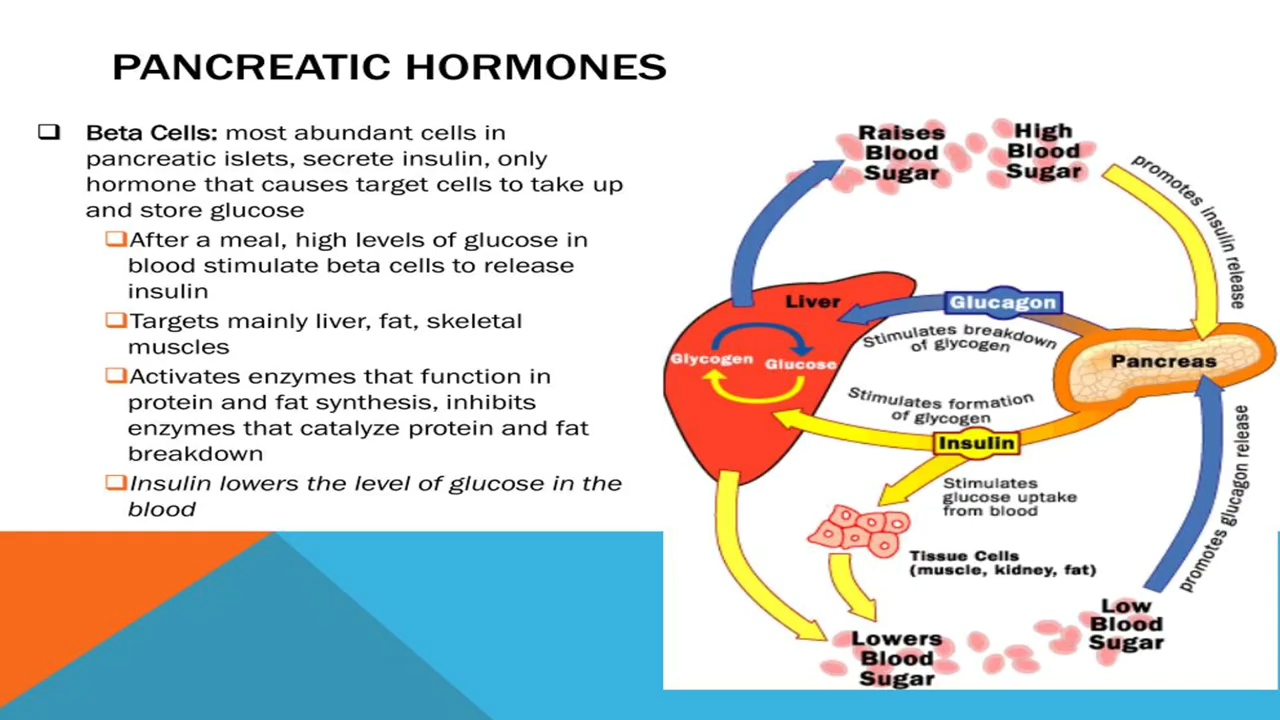 PANCREATIC HORMONES
❑ Beta Cells: most abundant cells in
pancreatic islets, secrete insulin, only
hormone that causes target cells to take up
and store glucose
❑After a meal, high levels of glucose in
blood stimulate beta cells to release
insulin
❑Targets mainly liver, fat, skeletal
muscles
❑Activates enzymes that function in
protein and fat synthesis, inhibits
enzymes that catalyze protein and fat
breakdown
❑Insulin lowers the level of glucose in the
blood
Raises
Blood
Sugar
High
Blood
Sugar
promotes insulin release
Liver
Glucagon
Stimulates breakdown
of glycogen
Glycogen
Glucose
Pancreas
Stimulates formation
of glycogen
Insulin
Stimulates
glucose uptake
from blood
promotes glucagon release
Tissue Cells
(muscle, kidney, fat)
Low
Blood
Sugar
Lowers
Blood
Sugar